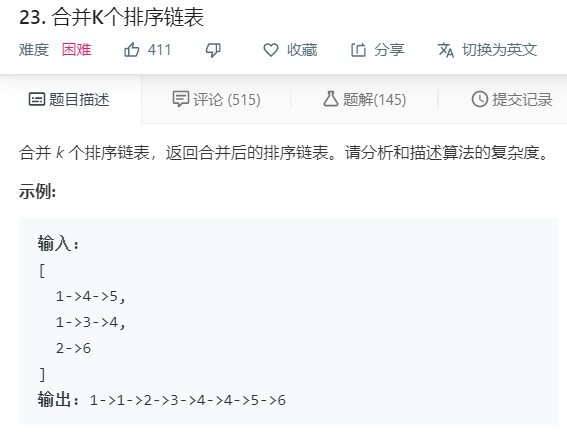 23. 合并K个排序链表
难度 困难 411 收藏 分享 切换为英文
题目描述 评论 (515) 题解(145) 提交记录
合并 k 个排序链表，返回合并后的排序链表。请分析和描述算法的复杂度。
示例:
输入:
[
  1->4->5,
  1->3->4,
  2->6
]
输出: 1->1->2->3->4->4->5->6